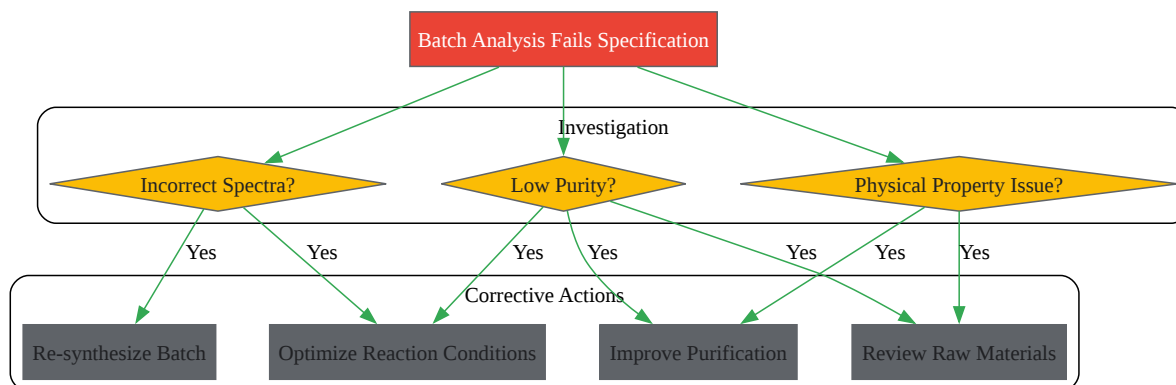 Batch Analysis Fails Specification
Investigation
Incorrect Spectra?
Low Purity?
Physical Property Issue?
Yes
Yes
Yes
Yes
Yes
Yes
Yes
Corrective Actions
Re-synthesize Batch
Optimize Reaction Conditions
Improve Purification
Review Raw Materials